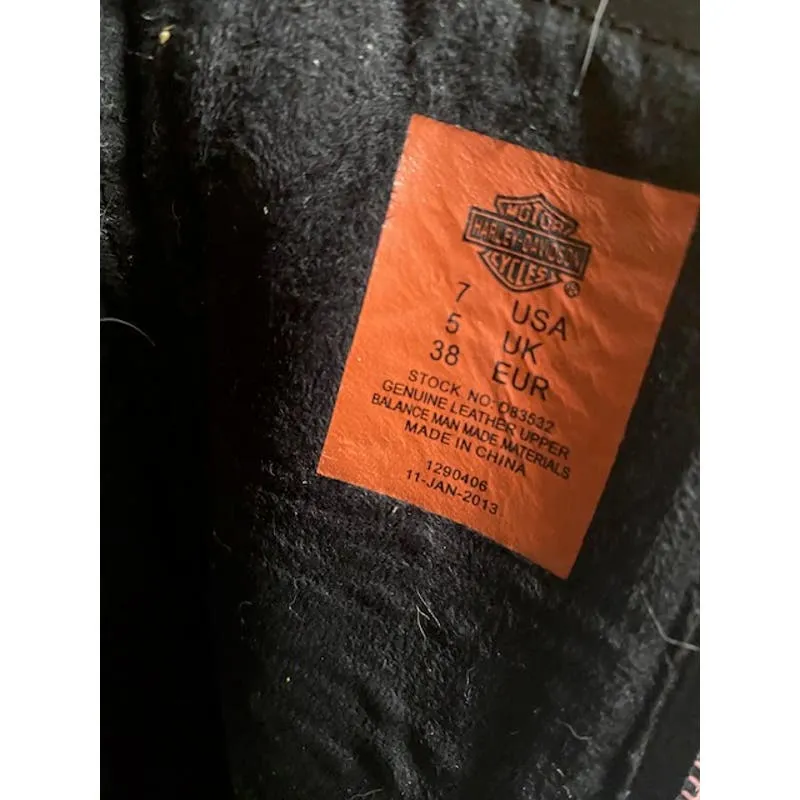 MOTOR
HARLEY-DAVIDSON
CYCLES
®
7 USA
5 UK
38 EUR
STOCK NO:O83532
GENUINE LEATHER UPPER
BALANCE MAN MADE MATERIALS
MADE IN CHINA
1290406
11-JAN-2013